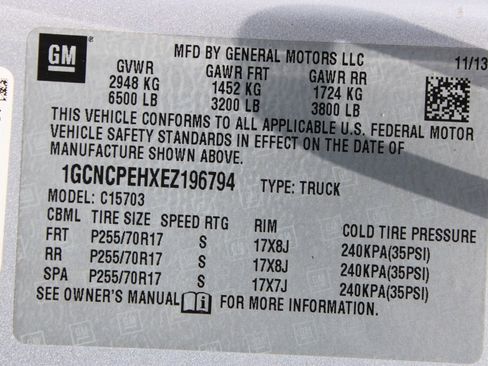 GM
MFD BY GENERAL MOTORS LLC
11/13
GVWR GAWR FRT GAWR RR
2948 KG 1452 KG 1724 KG
6500 LB 3200 LB 3800 LB
THIS VEHICLE CONFORMS TO ALL APPLICABLE U.S. FEDERAL MOTOR
VEHICLE SAFETY STANDARDS IN EFFECT ON THE DATE OF
MANUFACTURE SHOWN ABOVE.
1GCNCPEHXEZ196794 TYPE: TRUCK
MODEL: C15703
CBML TIRE SIZE SPEED RTG RIM COLD TIRE PRESSURE
FRT P255/70R17 S 17X8J 240KPA(35PSI)
RR P255/70R17 S 17X8J 240KPA(35PSI)
SPA P255/70R17 S 17X7J 240KPA(35PSI)
SEE OWNER'S MANUAL FOR MORE INFORMATION.